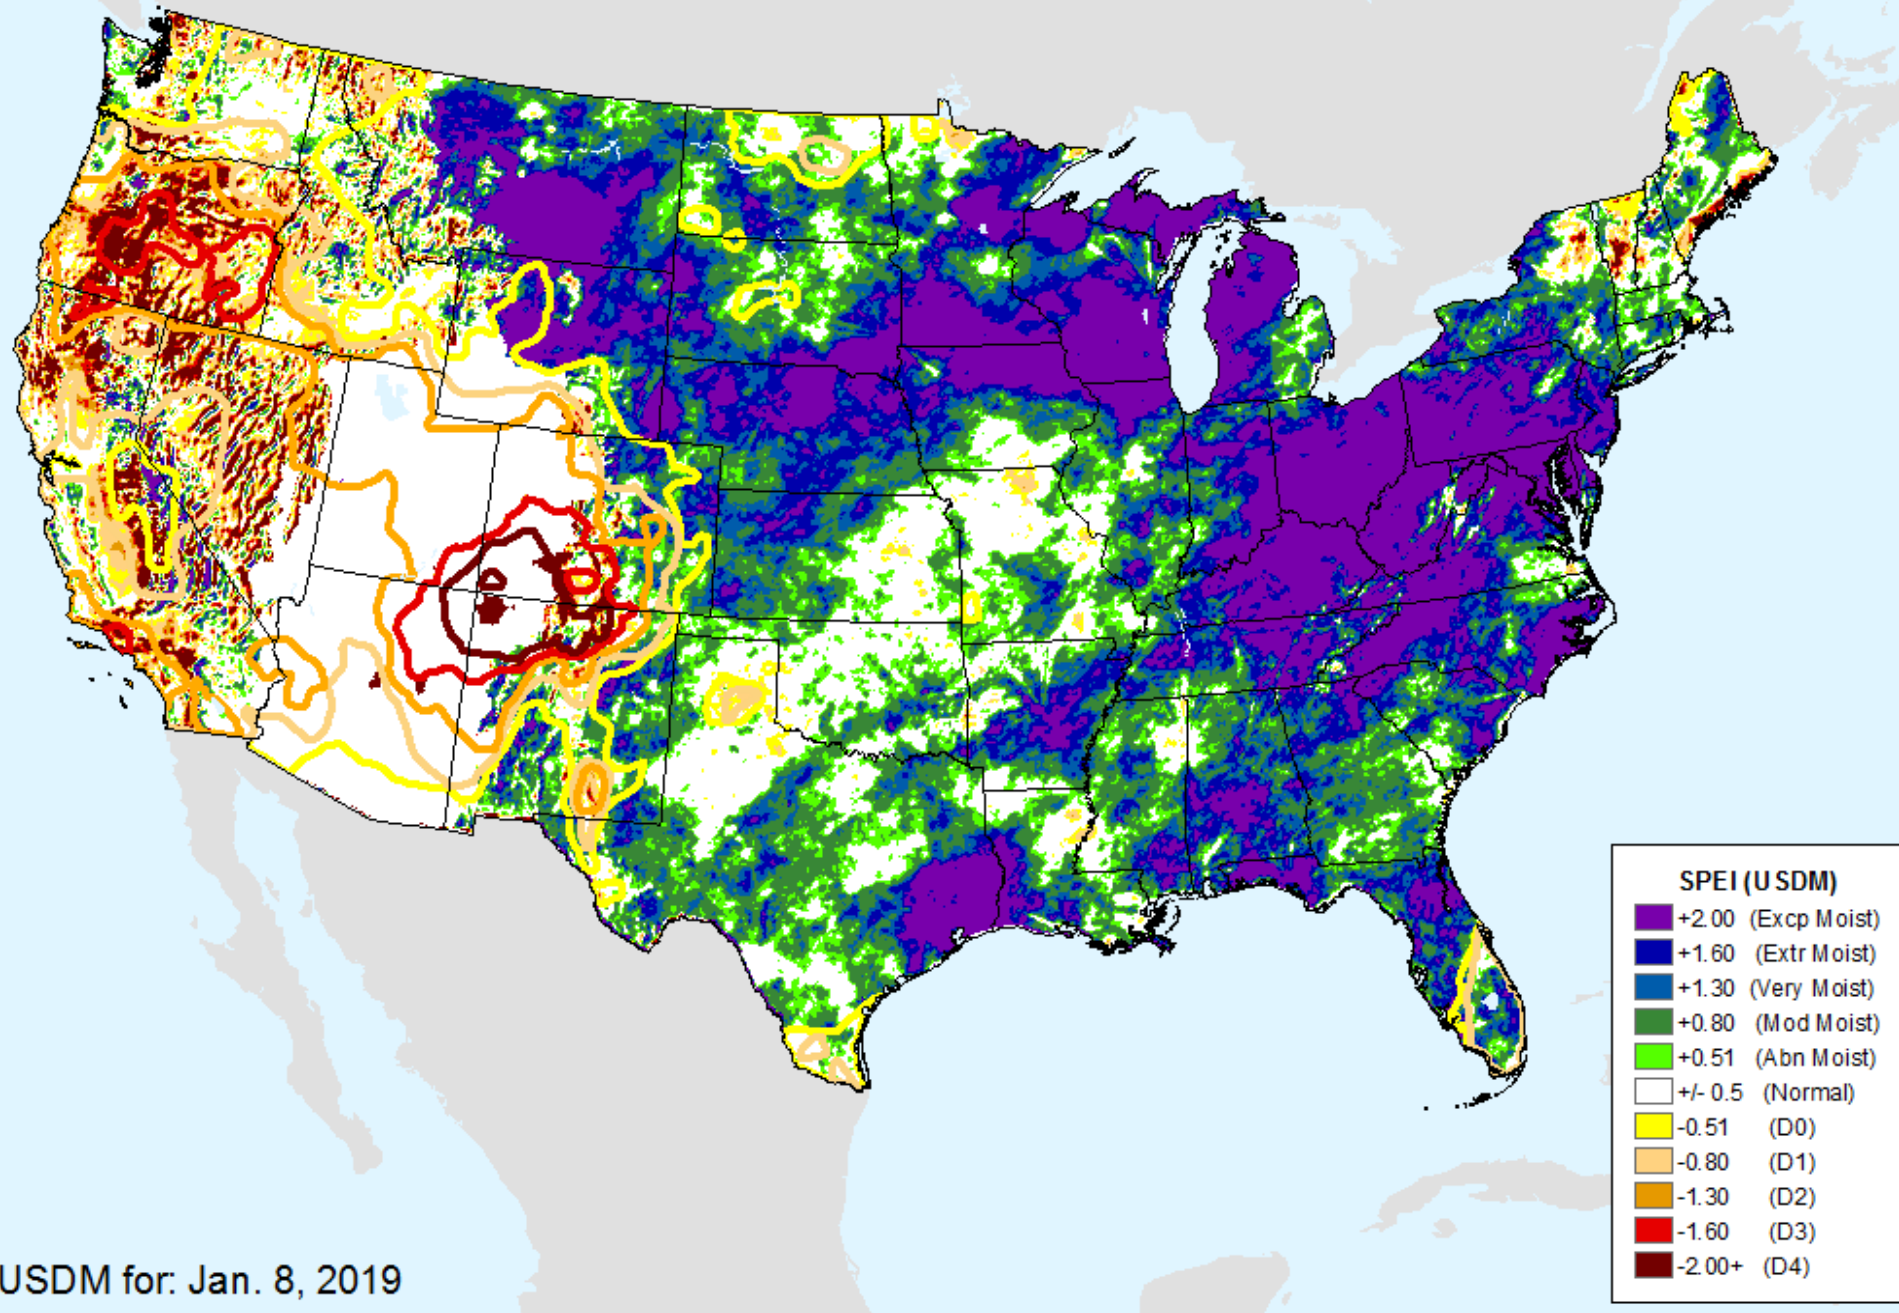 SPEI (USDM)
+2.00 (Excp Moist)
+1.60 (Extr Moist)
+1.30 (Very Moist)
+0.80 (Mod Moist)
+0.51 (Abn Moist)
+/- 0.5 (Normal)
-0.51 (D0)
-0.80 (D1)
-1.30 (D2)
-1.60 (D3)
-2.00+ (D4)
USDM for: Jan. 8, 2019